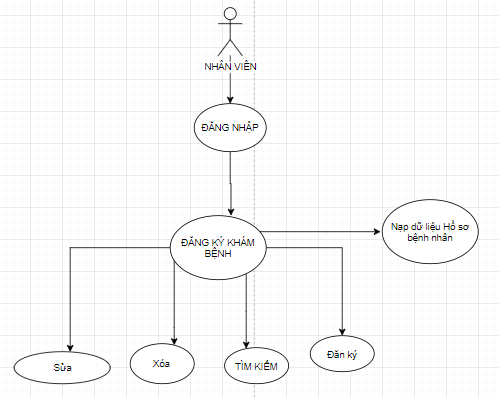 NHÂN VIÊN
ĐĂNG NHẬP
ĐĂNG KÝ KHÁM
BỆNH
Nạp dữ liệu Hồ sơ
bệnh nhân
Sửa
Xóa
TÌM KIẾM
Đăn ký